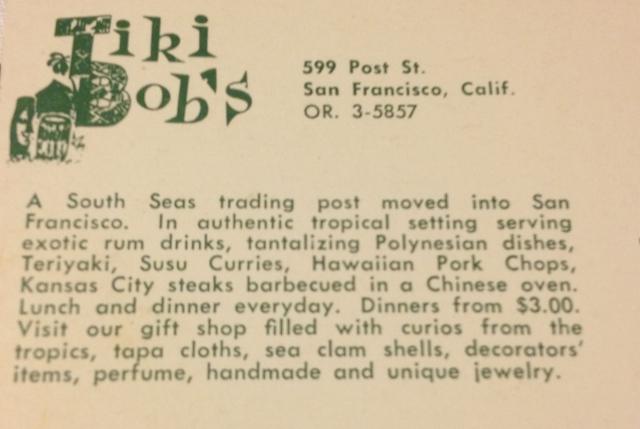 Tiki
Bob's
599 Post St.
San Francisco, Calif.
OR. 3-5857
A South Seas trading post moved into San
Francisco. In authentic tropical setting serving
exotic rum drinks, tantalizing Polynesian dishes,
Teriyaki, Susu Curries, Hawaiian Pork Chops,
Kansas City steaks barbecued in a Chinese oven.
Lunch and dinner everyday. Dinners from $3.00.
Visit our gift shop filled with curios from the
tropics, tapa cloths, sea clam shells, decorators'
items, perfume, handmade and unique jewelry.